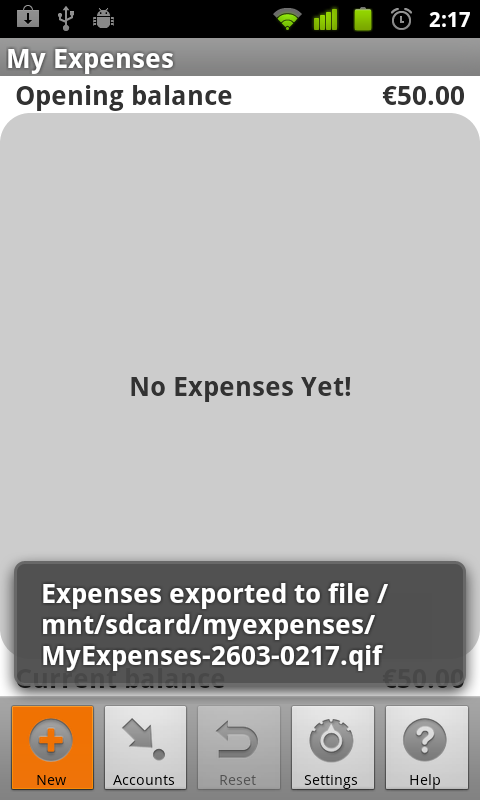 2:17
My Expenses
Opening balance €50.00
No Expenses Yet!
Expenses exported to file /
mnt/sdcard/myexpenses/
MyExpenses-2603-0217.qif
Current balance €50.00
New Accounts Reset Settings Help